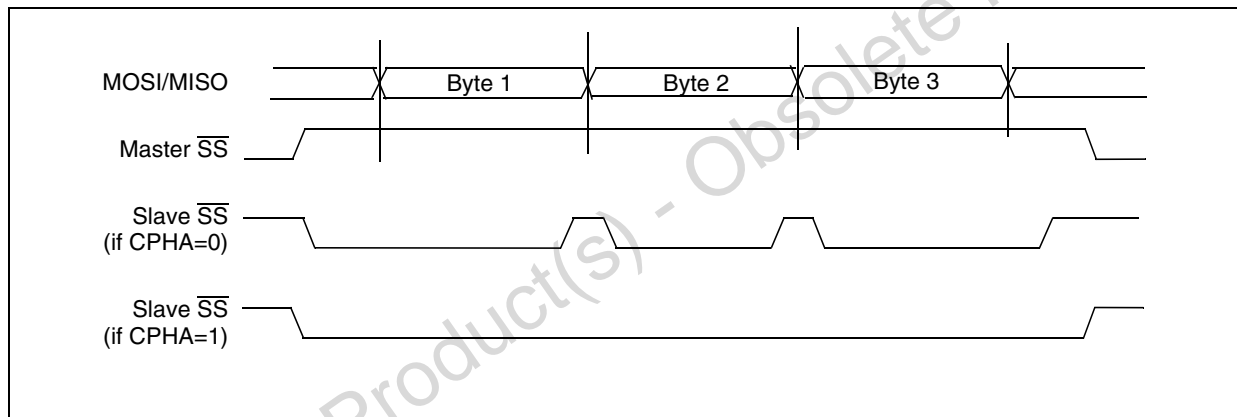 MOSI/MISO
Byte 1
Byte 2
Byte 3
Master SS
Slave SS
(if CPHA=0)
Slave SS
(if CPHA=1)
Product(s) - Obsolete